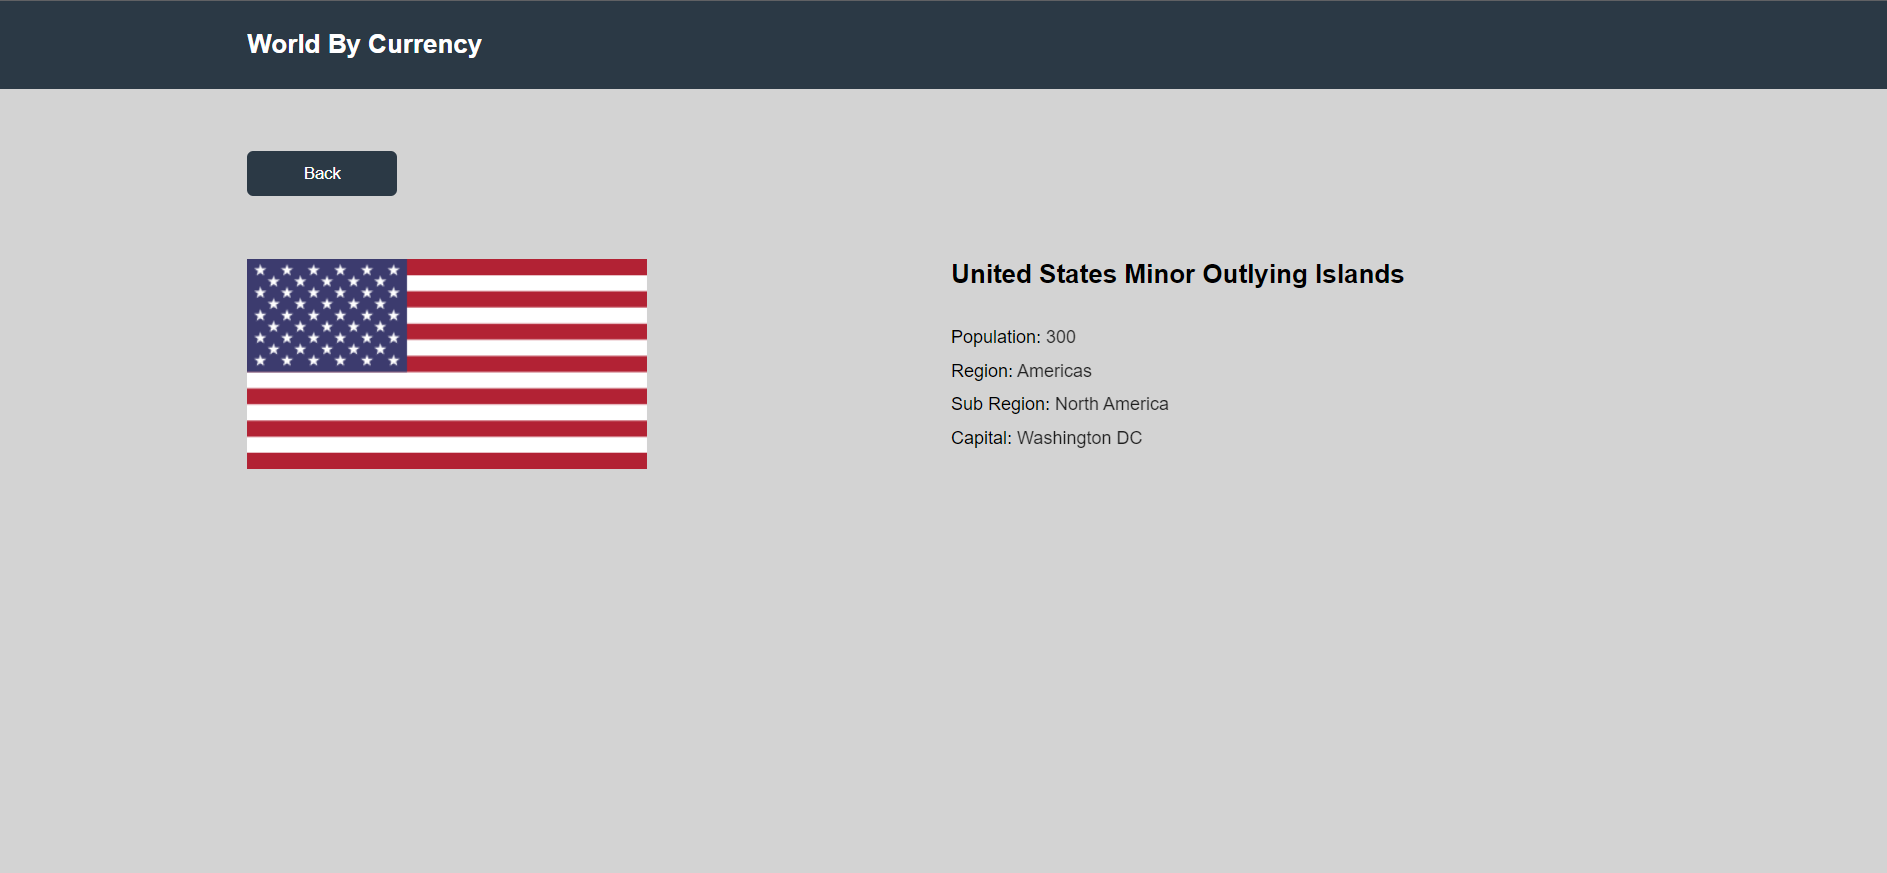 World By Currency
Back
United States Minor Outlying Islands
Population: 300
Region: Americas
Sub Region: North America
Capital: Washington DC